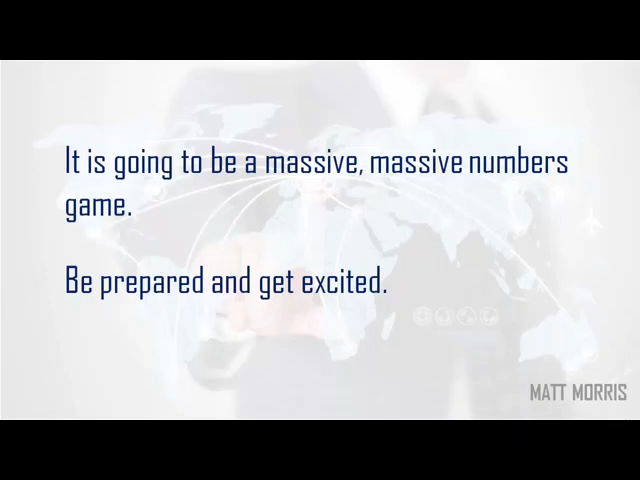 It is going to be a massive, massive numbers
game.
Be prepared and get excited.
MATT MORRIS